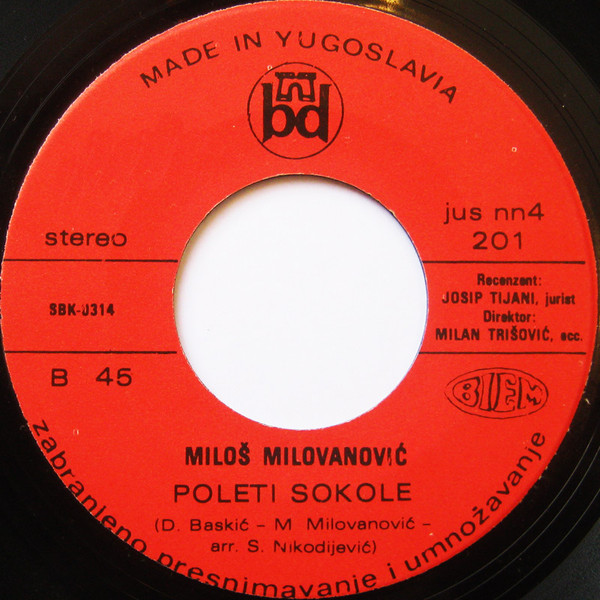 MADE IN YUGOSLAVIA
bd
stereo
jus nn4
201
SBK-0314
Recenzent:
JOSIP TIJANI, jurist
Direktor:
MILAN TRIŠOVIĆ, ecc.
B 45
BIEM
MILOŠ MILOVANOVIĆ
POLETI SOKOLE
(D. Baskić - M Milovanović -
arr. S. Nikodijević)
zabranjeno presnimavanje i umnožavanje